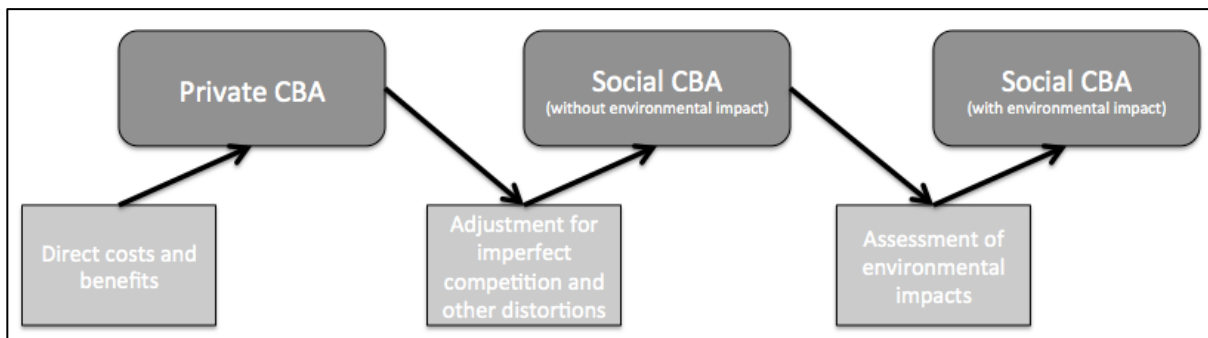 Private CBA
Social CBA
(without environmental impact)
Social CBA
(with environmental impact)
Direct costs and
benefits
Adjustment for
imperfect
competition and
other distortions
Assessment of
environmental
impacts